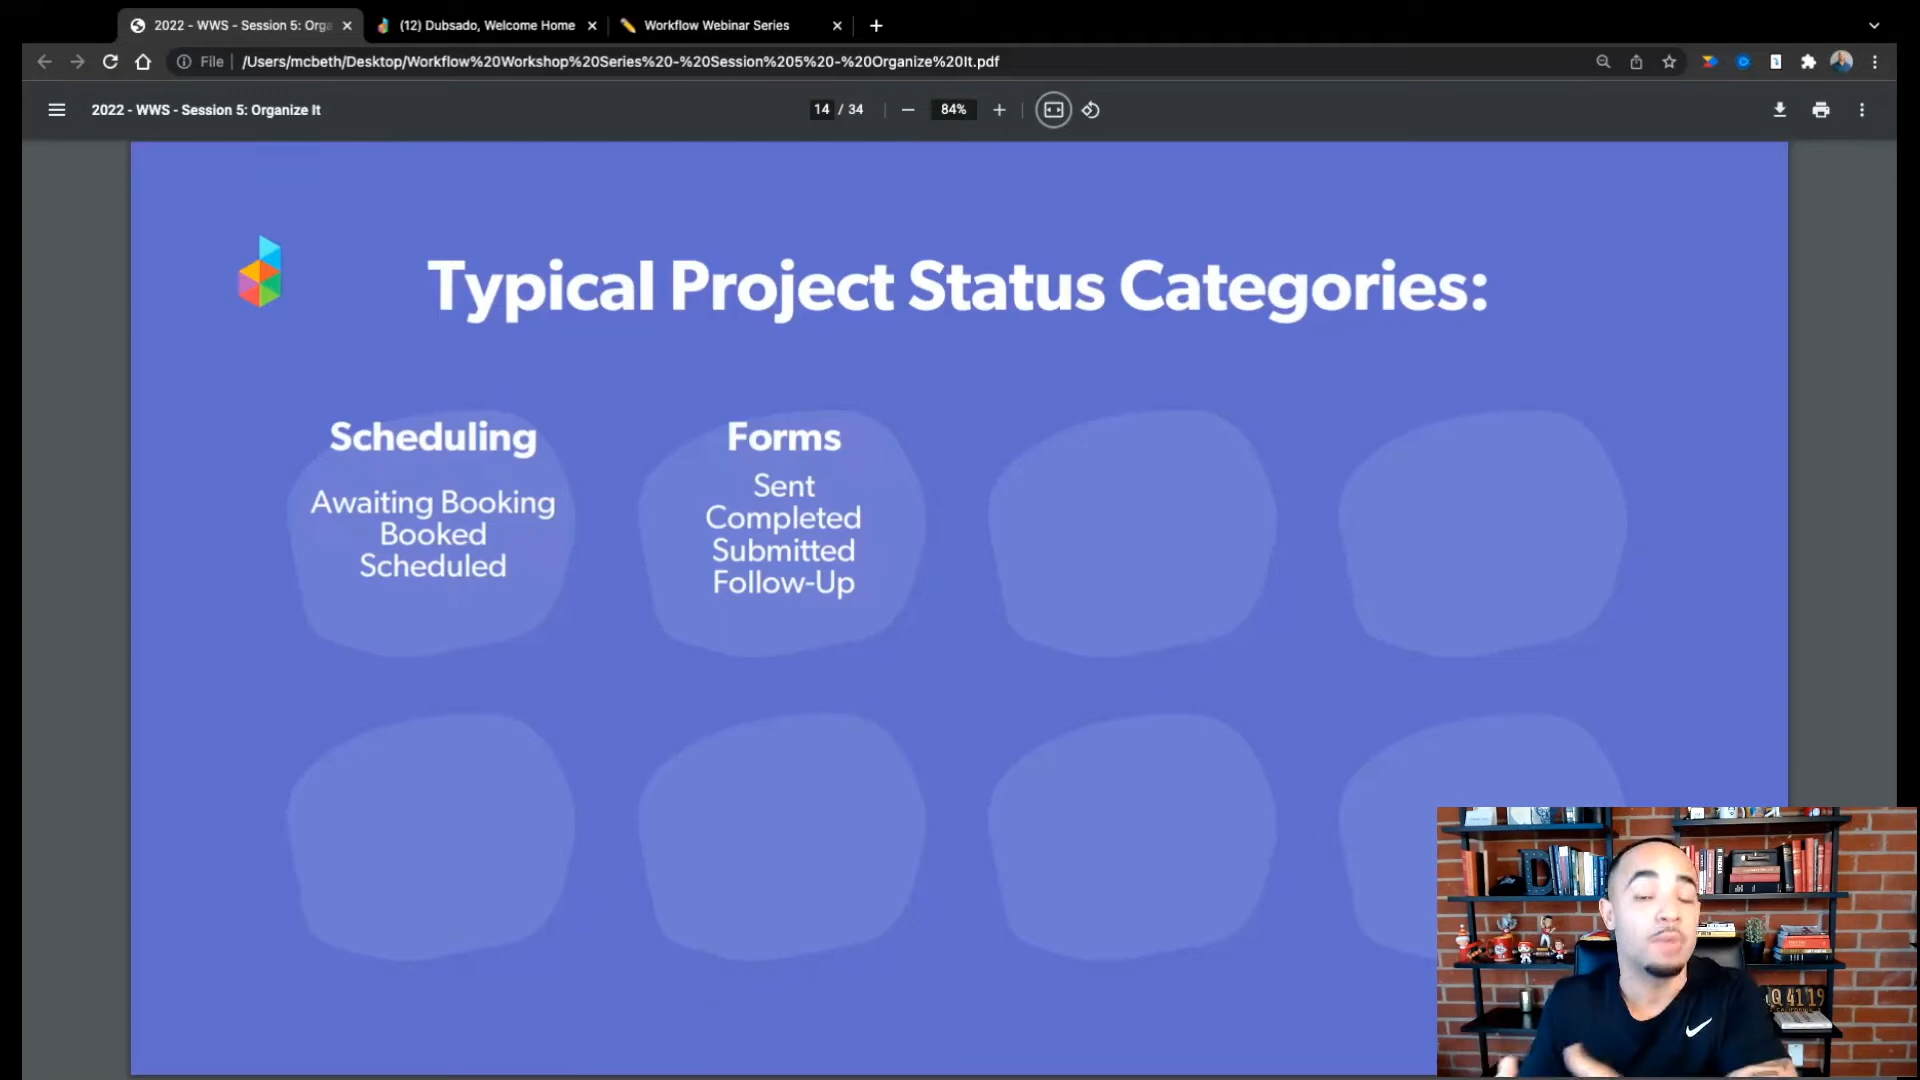 2022 - WWS - Session 5: Orga
(12) Dubsado, Welcome Home
Workflow Webinar Series
File
/Users/mcbeth/Desktop/Workflow%20Workshop%20Series%20-%20Session%205%20-%20Organize%20It.pdf
2022 - WWS - Session 5: Organize It
14 / 34
84%
Typical Project Status Categories:
Scheduling
Awaiting Booking
Booked
Scheduled
Forms
Sent
Completed
Submitted
Follow-Up
D
Q 4119